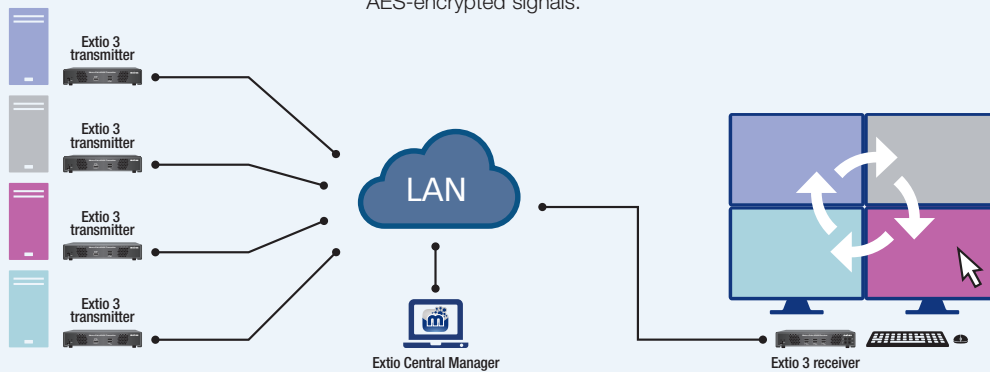 AES-encrypted signals.
Extio 3
transmitter
Extio 3
transmitter
Extio 3
transmitter
Extio 3
transmitter
LAN
m
Extio Central Manager
Extio 3 receiver